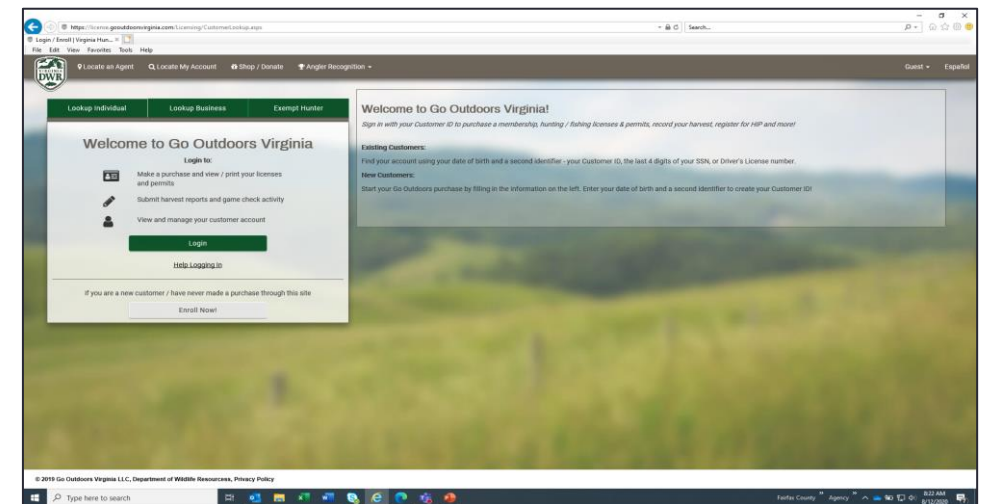 https://license.gooutdoorsvirginia.com/Licensing/CustomerLookup.aspx
Search...
Login / Enroll | Virginia Hun...
File Edit View Favorites Tools Help
VIRGINIA DWR
Locate an Agent Locate My Account Shop / Donate Angler Recognition Guest Español
Lookup Individual Lookup Business Exempt Hunter
Welcome to Go Outdoors Virginia
Login to:
Make a purchase and view / print your licenses
and permits
Submit harvest reports and game check activity
View and manage your customer account
Login
Help Logging in
If you are a new customer / have never made a purchase through this site
Enroll Now!
Welcome to Go Outdoors Virginia!
Sign in with your Customer ID to purchase a membership, hunting / fishing licenses & permits, record your harvest, register for HIP and more!
Existing Customers:
Find your account using your date of birth and a second identifier - your Customer ID, the last 4 digits of your SSN, or Driver's License number.
New Customers:
Start your Go Outdoors purchase by filling in the information on the left. Enter your date of birth and a second identifier to create your Customer ID!
© 2019 Go Outdoors Virginia LLC, Department of Wildlife Resourcess, Privacy Policy
Type here to search
Fairfax County Agency
8:22 AM
8/12/2020